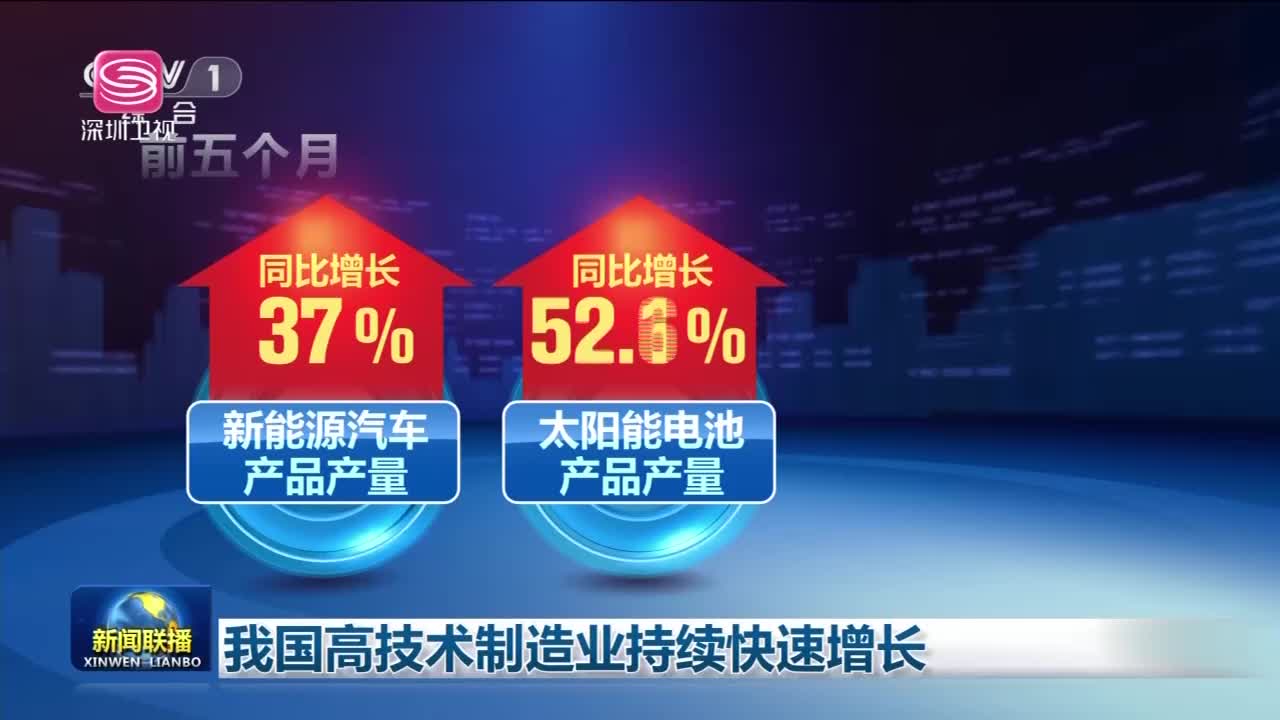 1
深圳卫视
前五个月
同比增长
37%
新能源汽车
产品产量
同比增长
52.%
太阳能电池
产品产量
新闻联播
XINWEN LIANBO
我国高技术制造业持续快速增长